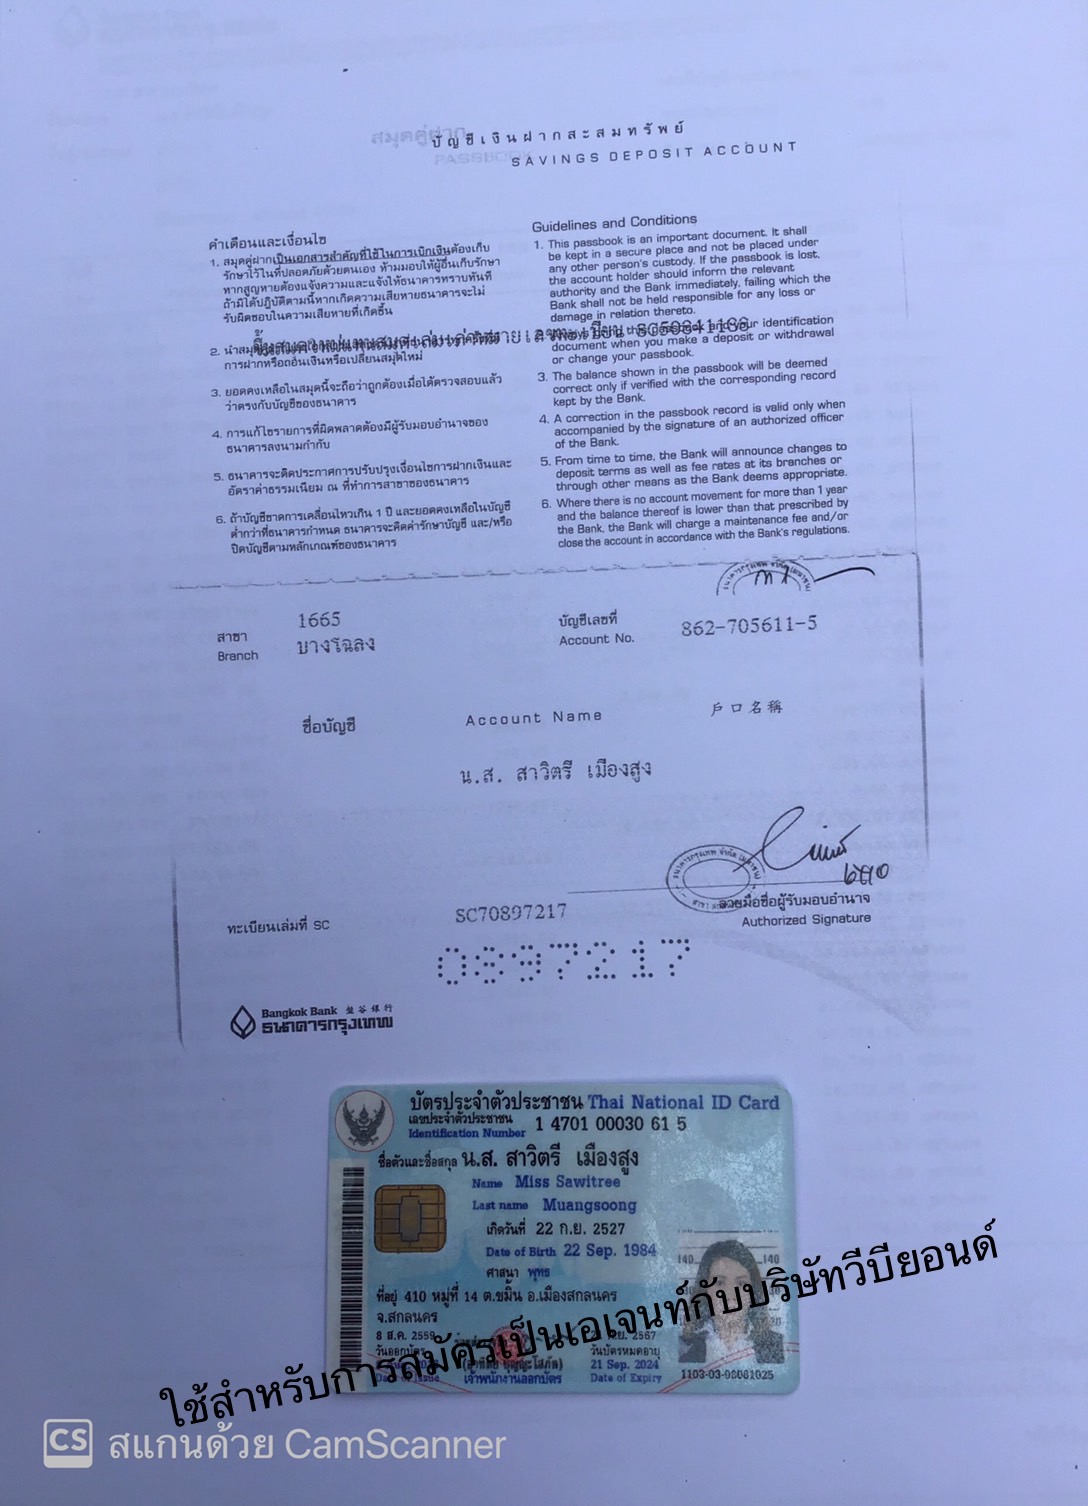 สมุดคู่ฝาก
PASSBOOK
บัญชีเงินฝากสะสมทรัพย์
SAVINGS DEPOSIT ACCOUNT
คำเตือนและเงื่อนไข
1. สมุดคู่ฝากเป็นเอกสารสำคัญที่ใช้ในการเบิกเงินต้องเก็บ
รักษาไว้ในที่ปลอดภัยด้วยตนเอง ห้ามมอบให้ผู้อื่นเก็บรักษา
หากสูญหายต้องแจ้งความและแจ้งให้ธนาคารทราบทันที
ถ้ามิได้ปฏิบัติตามนี้หากเกิดความเสียหายธนาคารจะไม่
รับผิดชอบในความเสียหายที่เกิดขึ้น
2. นำสมุด
การฝากหรือถอนเงินหรือเปลี่ยนสมุดใหม่
3. ยอดคงเหลือในสมุดนี้จะถือว่าถูกต้องเมื่อได้ตรวจสอบแล้ว
ว่าตรงกับบัญชีของธนาคาร
4. การแก้ไขรายการที่ผิดพลาดต้องมีผู้รับมอบอำนาจของ
ธนาคารลงนามกำกับ
5. ธนาคารจะติดประกาศการปรับปรุงเงื่อนไขการฝากเงินและ
อัตราค่าธรรมเนียม ณ ที่ทำการสาขาของธนาคาร
6. ถ้าบัญชีขาดการเคลื่อนไหวเกิน 1 ปี และยอดคงเหลือในบัญชี
ต่ำกว่าที่ธนาคารกำหนด ธนาคารจะคิดค่ารักษาบัญชี และ/หรือ
ปิดบัญชีตามหลักเกณฑ์ของธนาคาร
Guidelines and Conditions
1. This passbook is an important document. It shall
be kept in a secure place and not be placed under
any other person's custody. If the passbook is lost,
the account holder should inform the relevant
authority and the Bank immediately, failing which the
Bank shall not be held responsible for any loss or
damage in relation thereto.
this passbook and your identification
document when you make a deposit or withdrawal
or change your passbook.
3. The balance shown in the passbook will be deemed
correct only if verified with the corresponding record
kept by the Bank.
4. A correction in the passbook record is valid only when
accompanied by the signature of an authorized officer
of the Bank.
5. From time to time, the Bank will announce changes to
deposit terms as well as fee rates at its branches or
through other means as the Bank deems appropriate.
6. Where there is no account movement for more than 1 year
and the balance thereof is lower than that prescribed by
the Bank, the Bank will charge a maintenance fee and/or
close the account in accordance with the Bank's regulations.
สาขา 1665
Branch บางโฉลง
บัญชีเลขที่
Account No. 862-705611-5
ชื่อบัญชี Account Name 戶口名稱
น.ส. สาวิตรี เมืองสูง
ลายมือชื่อผู้รับมอบอำนาจ
Authorized Signature
ทะเบียนเล่มที่ SC SC70897217
0897217
Bangkok Bank 盤谷銀行
ธนาคารกรุงเทพ
บัตรประจำตัวประชาชน Thai National ID Card
เลขประจำตัวประชาชน 1 4701 00030 61 5
Identification Number
ชื่อตัวและชื่อสกุล น.ส. สาวิตรี เมืองสูง
Name Miss Sawitree
Last name Muangsoong
เกิดวันที่ 22 ก.ย. 2527
Date of Birth 22 Sep. 1984
ศาสนา พุทธ
ที่อยู่ 410 หมู่ที่ 14 ต.ขมิ้น อ.เมืองสกลนคร
จ.สกลนคร
8 ส.ค. 2559
วันออกบัตร
Date of Issue
เจ้าพนักงานออกบัตร
2567
วันบัตรหมดอายุ
21 Sep. 2024
Date of Expiry
140 140
1103-03-08081025
ใช้สำหรับการสมัครเป็นเอเจนท์กับบริษัทวีบียอนด์
CS สแกนด้วย CamScanner